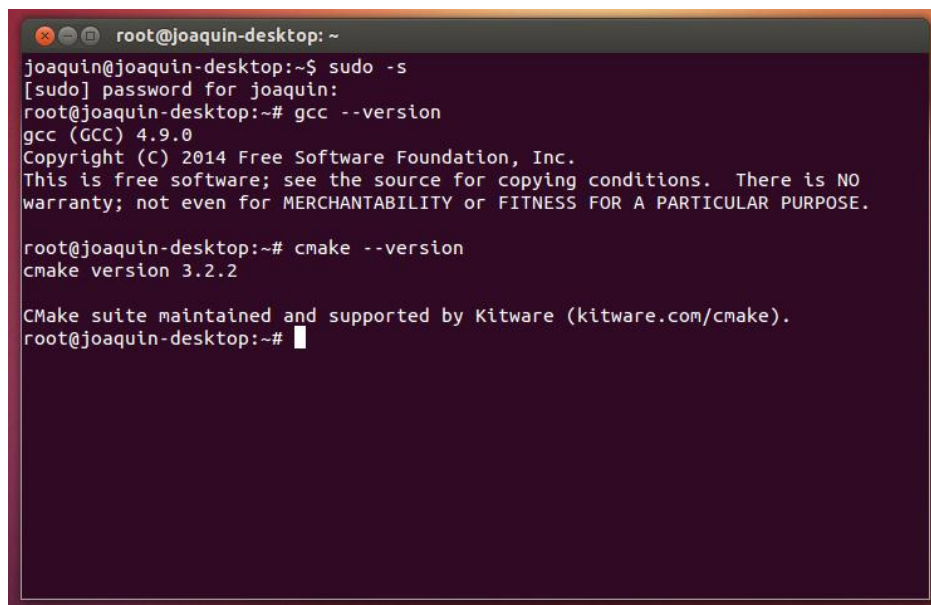 root@joaquin-desktop: ~
joaquin@joaquin-desktop:~$ sudo -s
[sudo] password for joaquin:
root@joaquin-desktop:~# gcc --version
gcc (GCC) 4.9.0
Copyright (C) 2014 Free Software Foundation, Inc.
This is free software; see the source for copying conditions.  There is NO
warranty; not even for MERCHANTABILITY or FITNESS FOR A PARTICULAR PURPOSE.
root@joaquin-desktop:~# cmake --version
cmake version 3.2.2
CMake suite maintained and supported by Kitware (kitware.com/cmake).
root@joaquin-desktop:~#